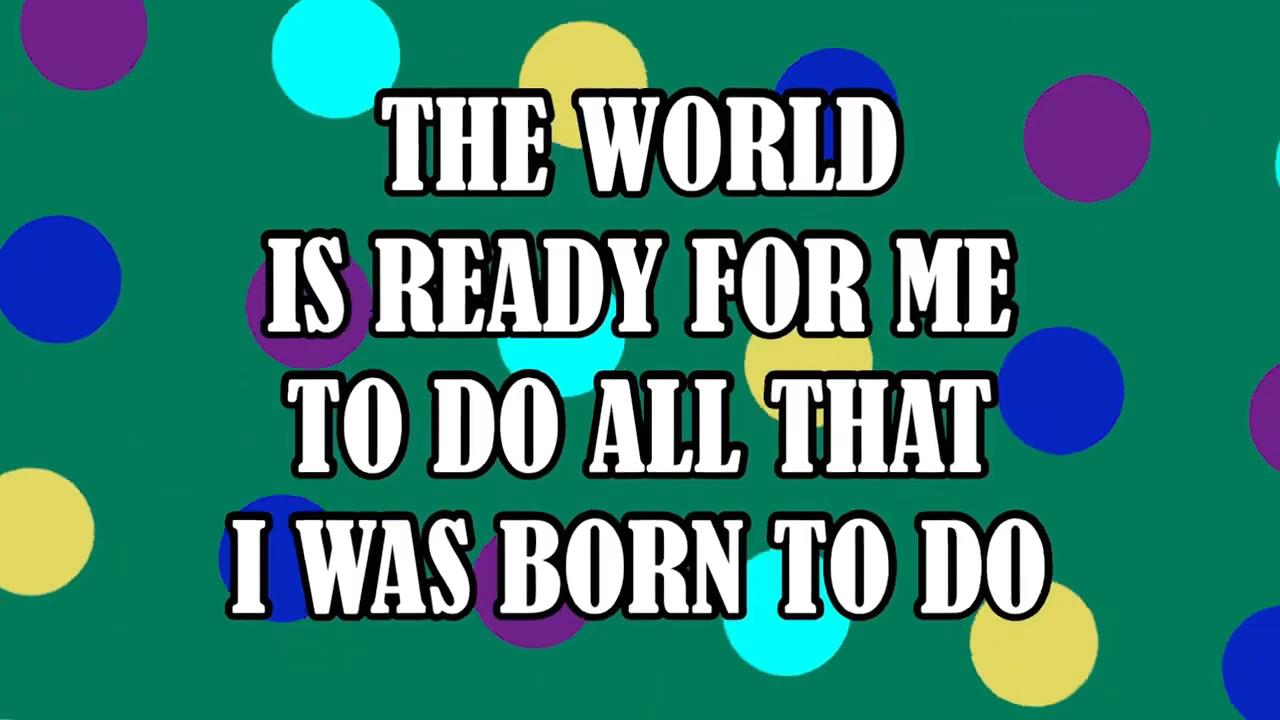 THE WORLD
IS READY FOR ME
TO DO ALL THAT
I WAS BORN TO DO